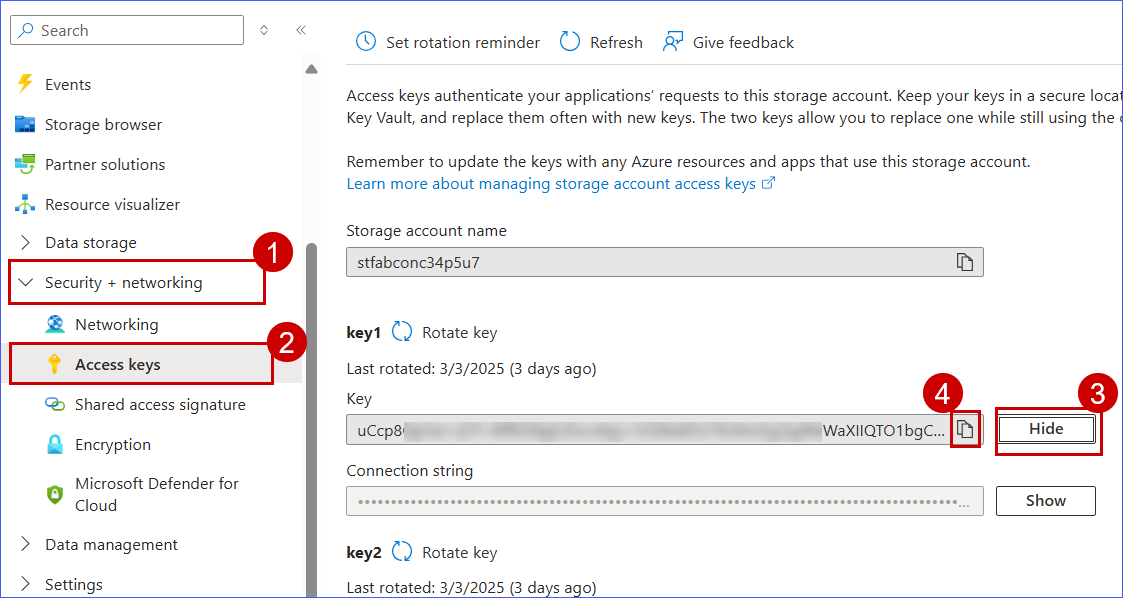 Search
Events
Storage browser
Partner solutions
Resource visualizer
Data storage
1
Security + networking
Networking
2
Access keys
Shared access signature
Encryption
Microsoft Defender for
Cloud
Data management
Settings
Set rotation reminder
Refresh
Give feedback
Access keys authenticate your applications' requests to this storage account. Keep your keys in a secure locat
Key Vault, and replace them often with new keys. The two keys allow you to replace one while still using the
Remember to update the keys with any Azure resources and apps that use this storage account.
Learn more about managing storage account access keys
Storage account name
stfabconc34p5u7
key1 Rotate key
Last rotated: 3/3/2025 (3 days ago)
Key
4
3
uCcp8 WaXIIQTO1bgC...
Hide
Connection string
Show
key2 Rotate key
Last rotated: 3/3/2025 (3 days ago)